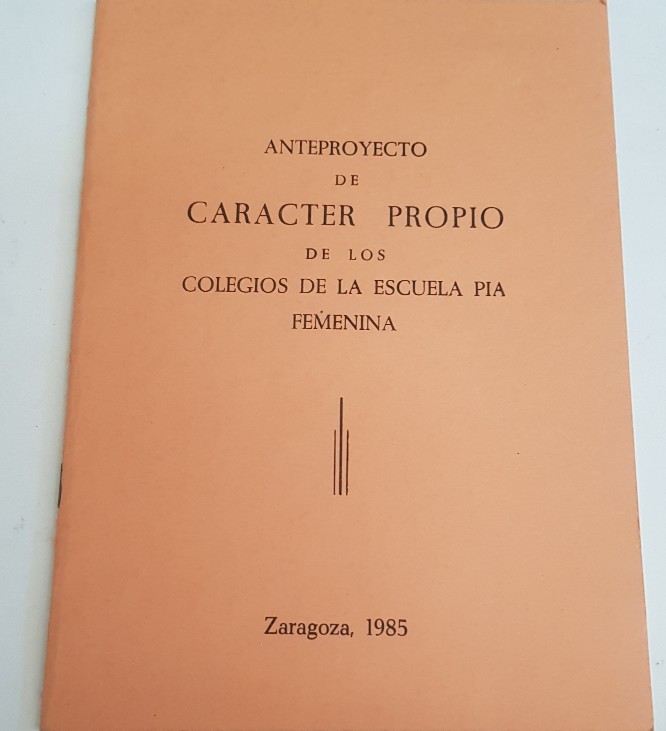 ANTEPROYECTO
DE
CARACTER PROPIO
DE LOS
COLEGIOS DE LA ESCUELA PIA
FEMENINA
Zaragoza, 1985